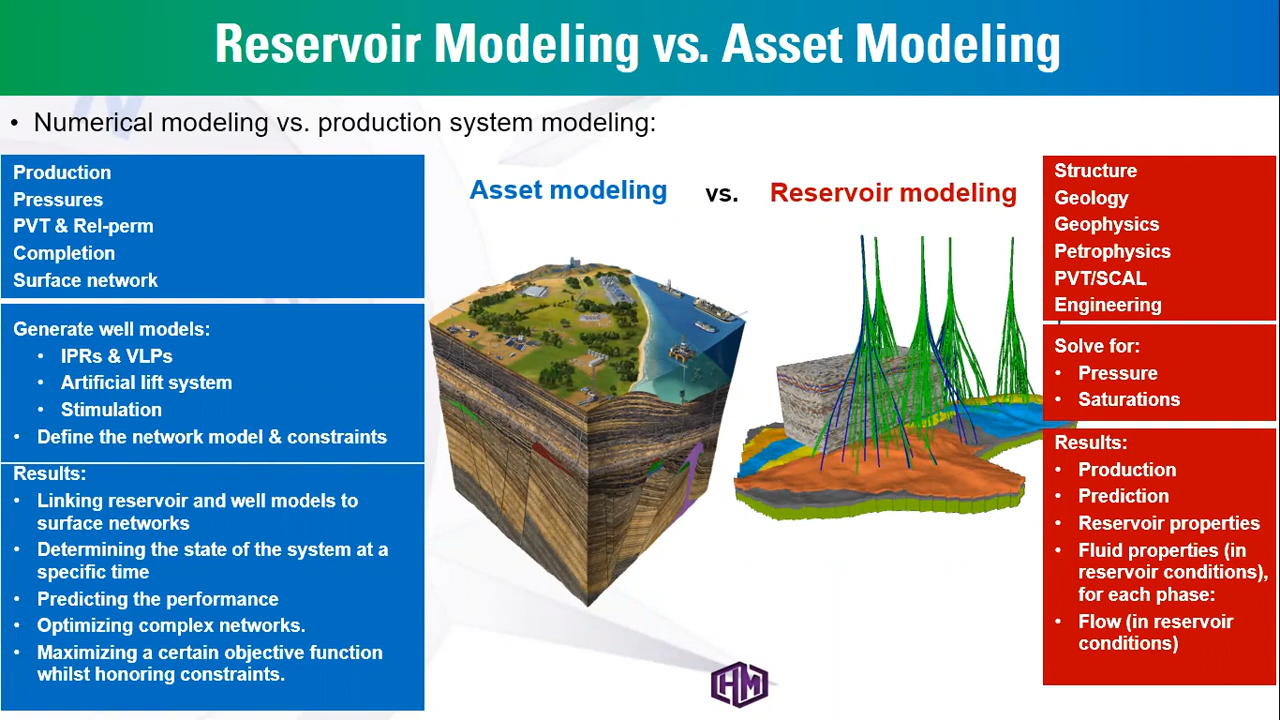 Reservoir Modeling vs. Asset Modeling
• Numerical modeling vs. production system modeling:
Production
Pressures
PVT & Rel-perm
Completion
Surface network
Generate well models:
• IPRs & VLPs
• Artificial lift system
• Stimulation
• Define the network model & constraints
Results:
• Linking reservoir and well models to
surface networks
• Determining the state of the system at a
specific time
• Predicting the performance
• Optimizing complex networks.
• Maximizing a certain objective function
whilst honoring constraints.
Asset modeling vs. Reservoir modeling
Structure
Geology
Geophysics
Petrophysics
PVT/SCAL
Engineering
Solve for:
• Pressure
• Saturations
Results:
• Production
• Prediction
• Reservoir properties
• Fluid properties (in
reservoir conditions),
for each phase:
• Flow (in reservoir
conditions)
HM